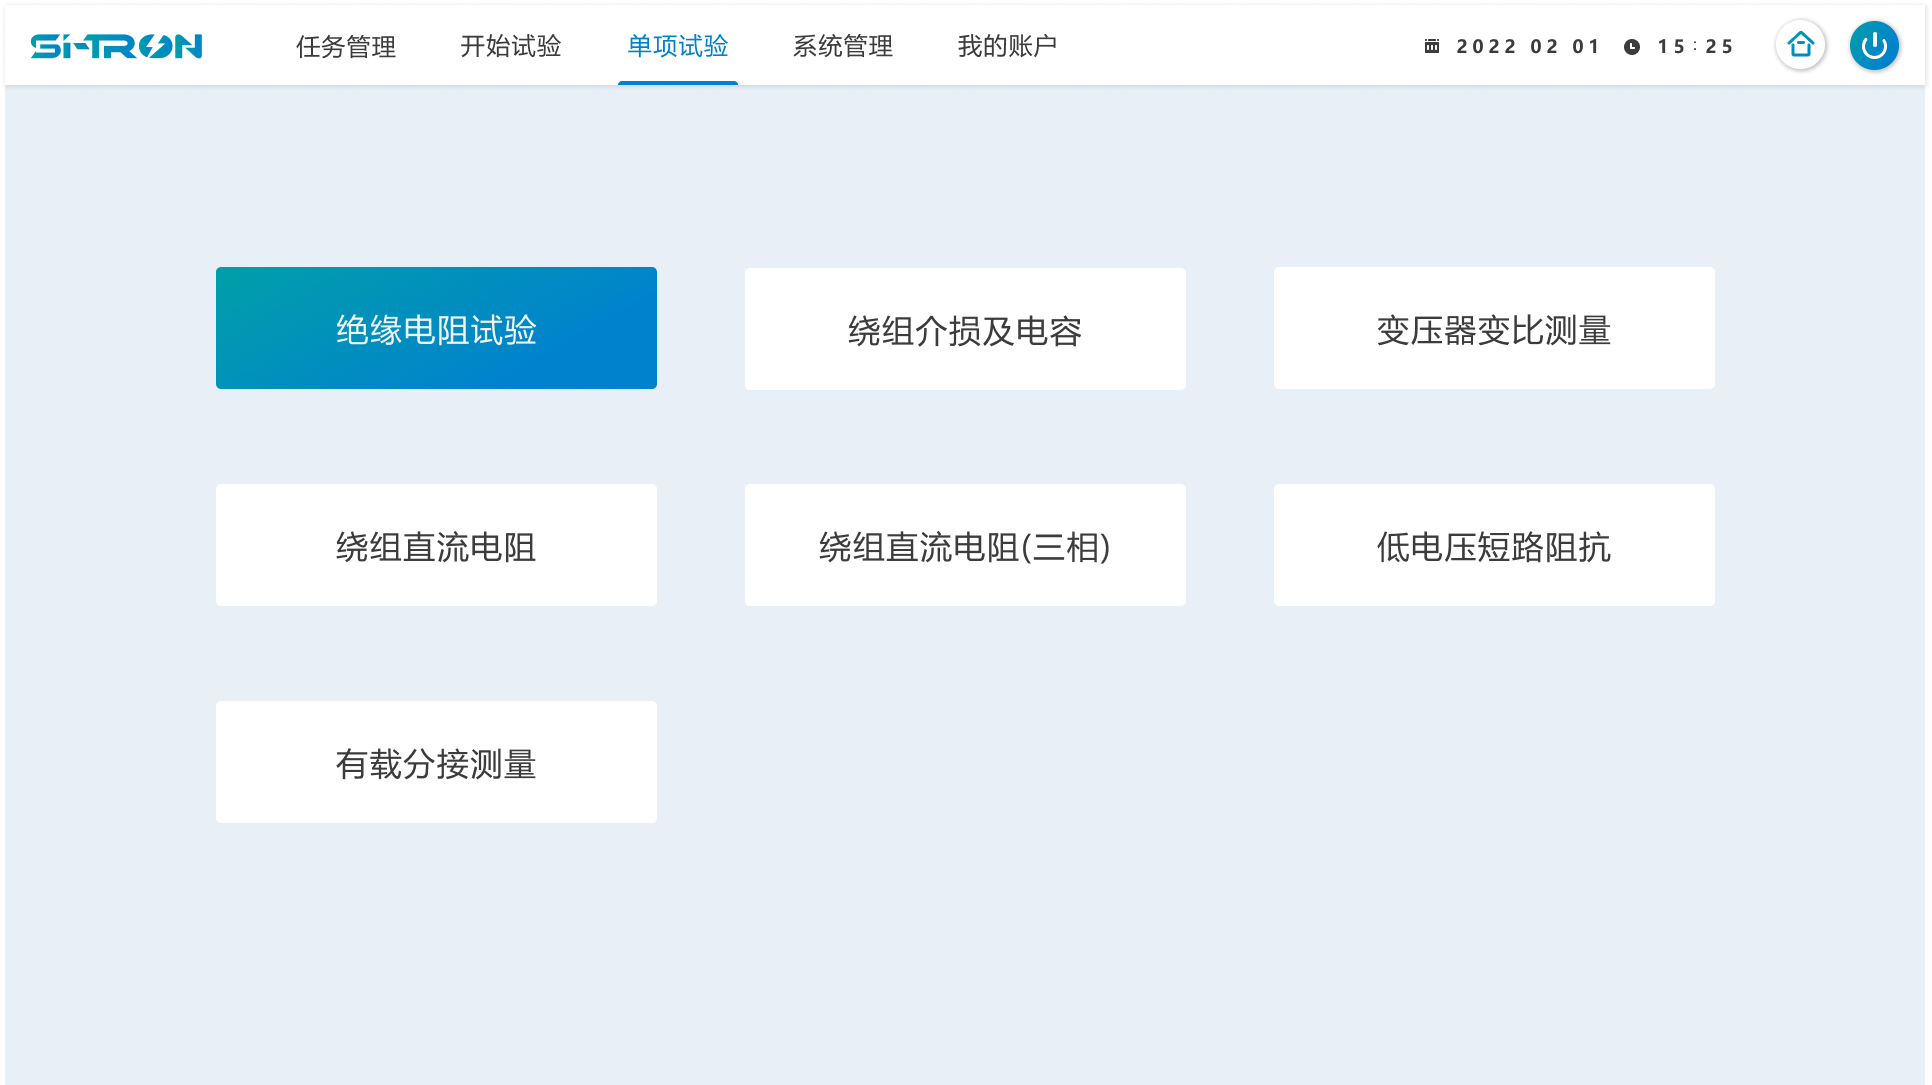 Si-TRON 任务管理 开始试验 单项试验 系统管理 我的账户 2022 02 01 15:25
绝缘电阻试验 绕组介损及电容 变压器变比测量
绕组直流电阻 绕组直流电阻(三相) 低电压短路阻抗
有载分接测量